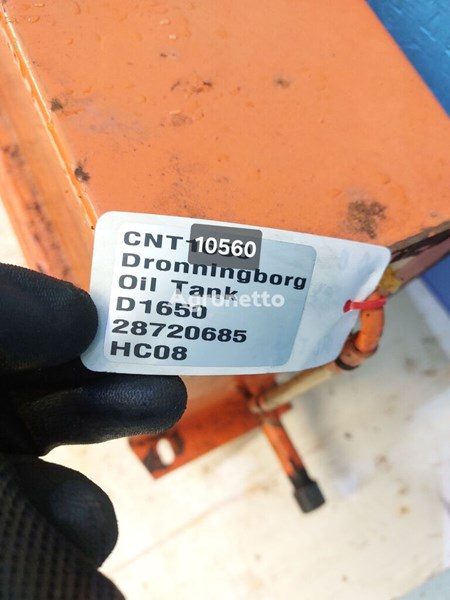 CNT 10560
Dronningborg
Oil Tank
D1650
28720685
HC08
Agronetto